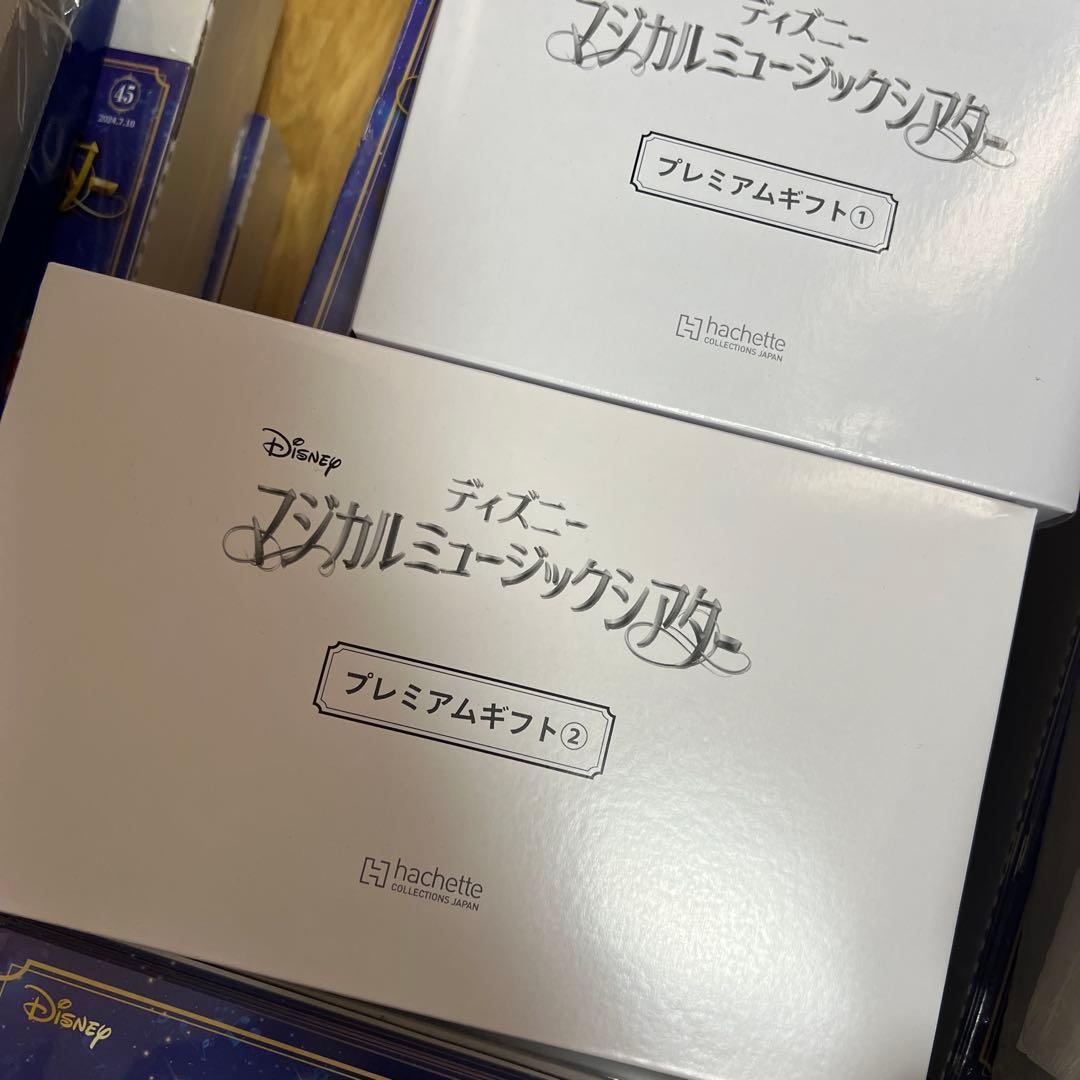 45
2024.7.10
ター
ディズニー
マジカルミュージックシアター
プレミアムギフト①
hachette
COLLECTIONS JAPAN
Disney
ディズニー
マジカルミュージックシアター
プレミアムギフト②
hachette
COLLECTIONS JAPAN
Disney